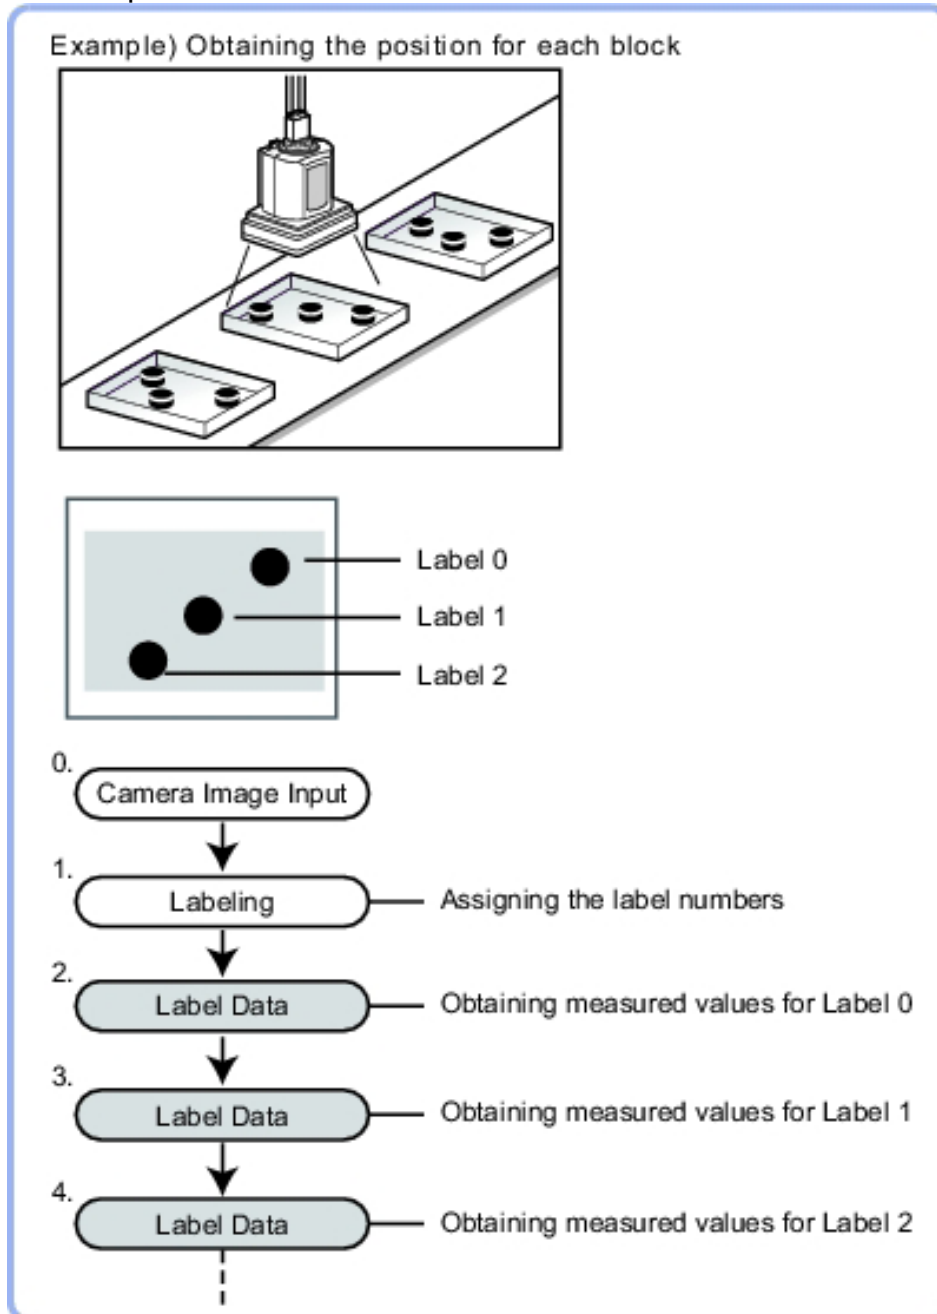 Example) Obtaining the position for each block
Label 0
Label 1
Label 2
0.
Camera Image Input
1.
Labeling
Assigning the label numbers
2.
Label Data
Obtaining measured values for Label 0
3.
Label Data
Obtaining measured values for Label 1
4.
Label Data
Obtaining measured values for Label 2